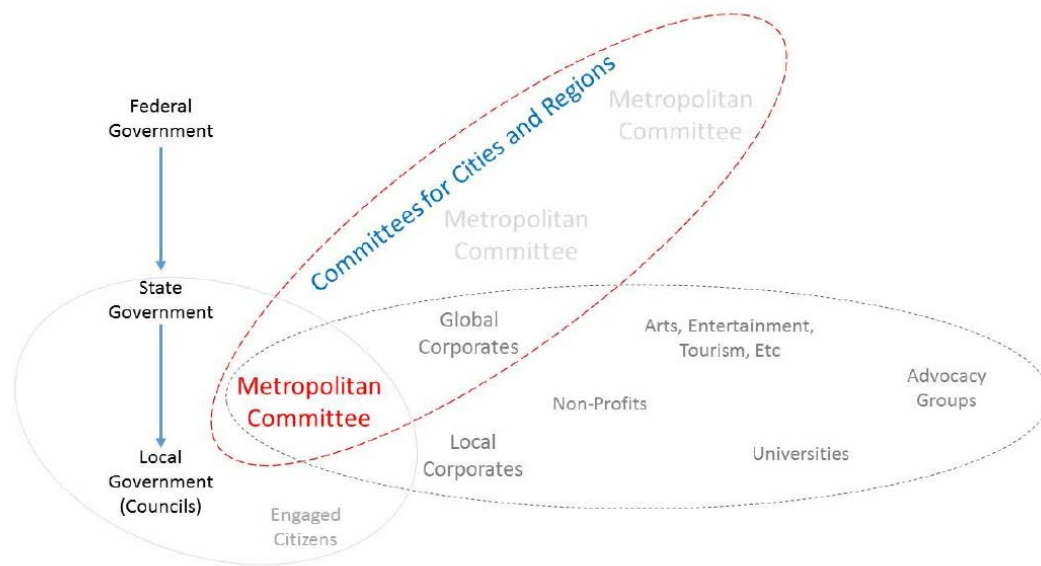 Federal
Government
State
Government
Local
Government
(Councils)
Committees for Cities and Regions
Metropolitan
Committee
Metropolitan
Committee
Metropolitan
Committee
Global
Corporates
Arts, Entertainment,
Tourism, Etc
Advocacy
Groups
Non-Profits
Local
Corporates
Universities
Engaged
Citizens